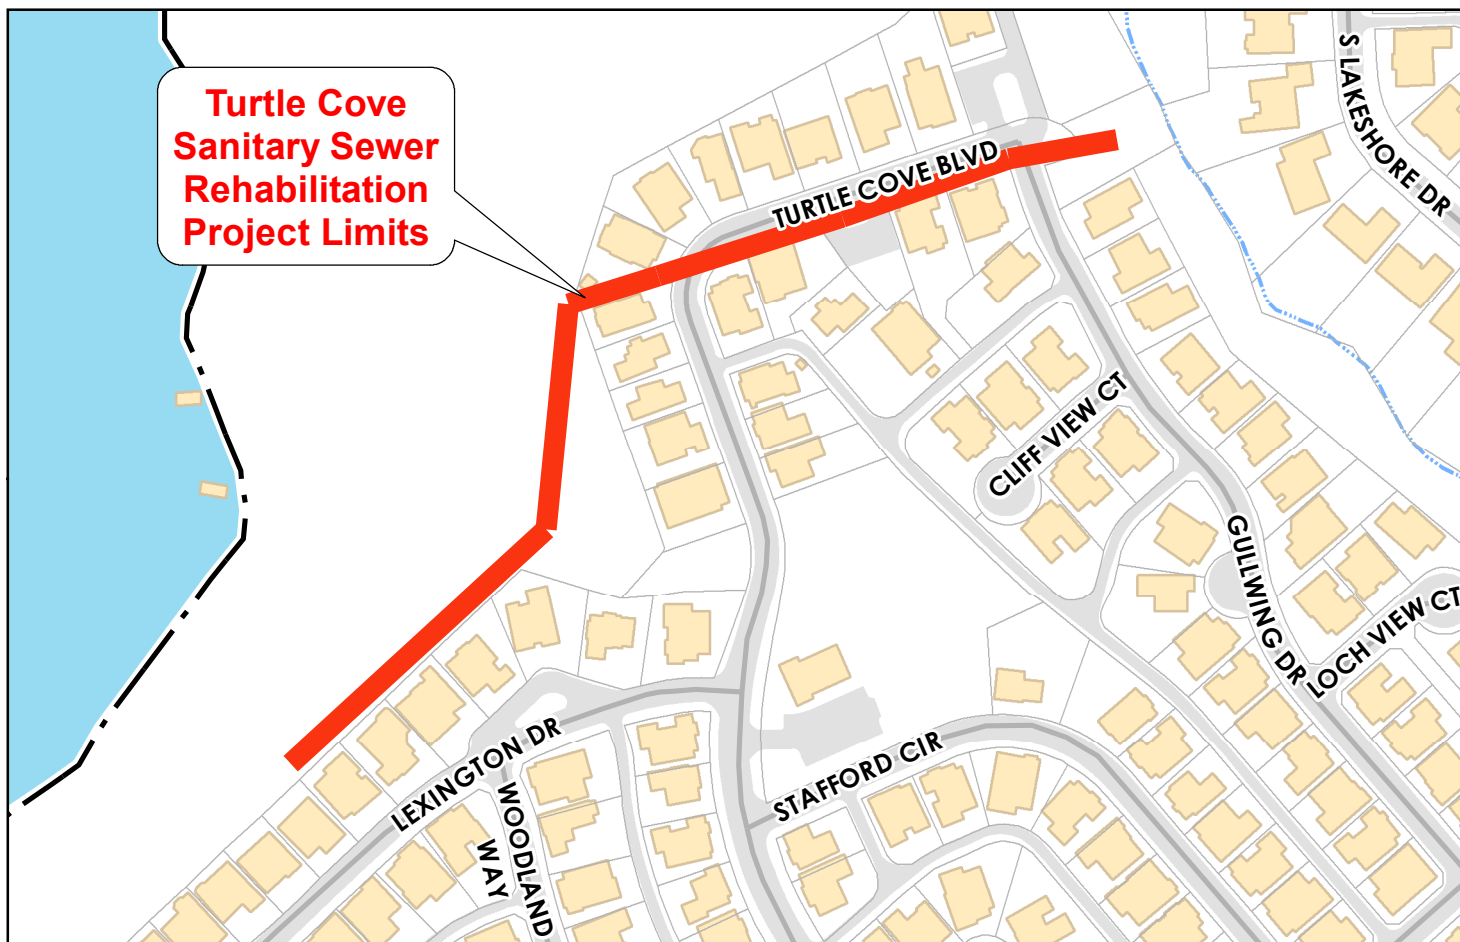 Turtle Cove
Sanitary Sewer
Rehabilitation
Project Limits
S LAKESHORE DR
TURTLE COVE BLVD
CLIFF VIEW CT
GULLWING DR
LOCH VIEW CT
LEXINGTON DR
STAFFORD CIR
WOODLAND
WAY